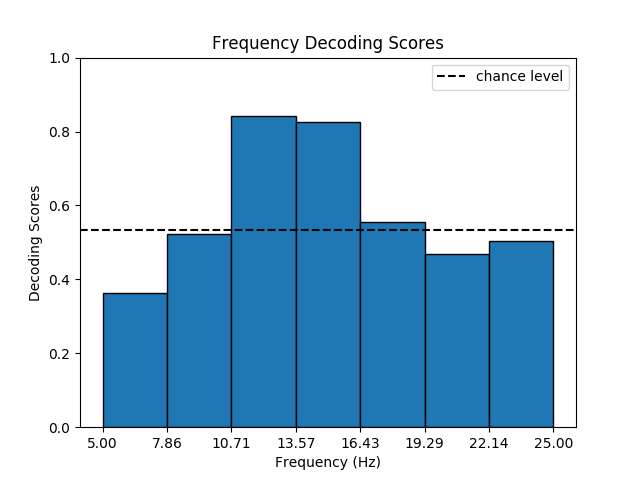 Frequency Decoding Scores
chance level
Decoding Scores
1.0
0.8
0.6
0.4
0.2
0.0
5.00 7.86 10.71 13.57 16.43 19.29 22.14 25.00
Frequency (Hz)